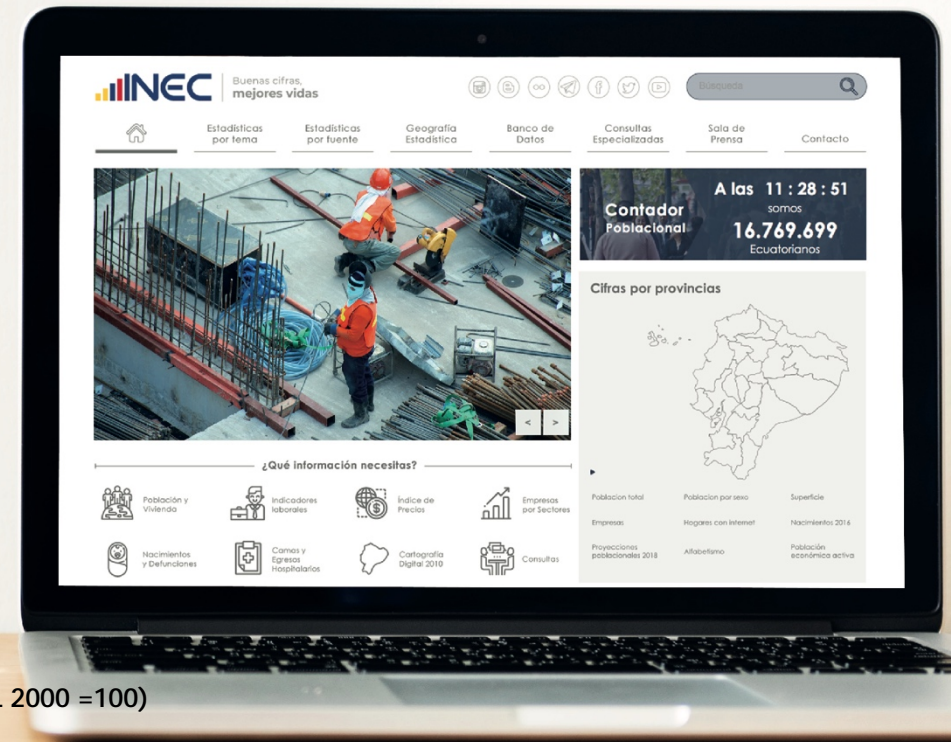 INEC
Buenas cifras,
mejores vidas
Búsqueda
Estadísticas
por tema
Estadísticas
por fuente
Geografía
Estadística
Banco de
Datos
Consultas
Especializadas
Sala de
Prensa
Contacto
Contador
Poblacional
A las 11 : 28 : 51
somos
16.769.699
Ecuatorianos
Cifras por provincias
< >
¿Qué información necesitas?
Población y
Vivienda
Indicadores
laborales
Índice de
Precios
Empresas
por Sectores
Nacimientos
y Defunciones
Camas y
Egresos
Hospitalarios
Cartografía
Digital 2010
Consultas
Poblacion total
Poblacion por sexo
Superficie
Empresas
Hogares con internet
Nacimientos 2016
Proyecciones
poblacionales 2018
Alfabetismo
Población
económica activa
2000 =100)